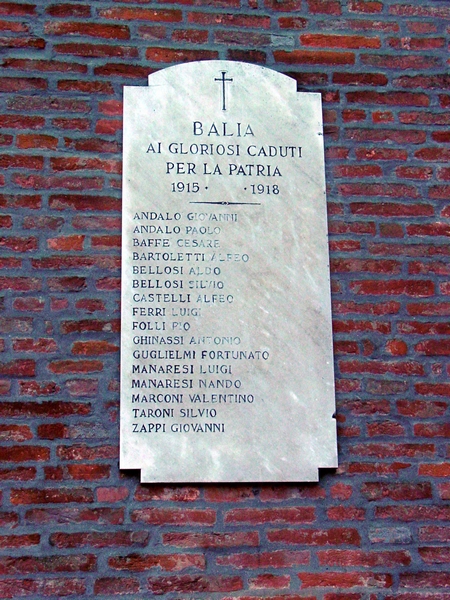 BALIA
AI GLORIOSI CADUTI
PER LA PATRIA
1915 · · 1918
ANDALO GIOVANNI
ANDALO PAOLO
BAFFE CESARE
BARTOLETTI ALFEO
BELLOSI ALDO
BELLOSI SILVIO
CASTELLI ALFEO
FERRI LUIGI
FOLLI PIO
GHINASSI ANTONIO
GUGLIELMI FORTUNATO
MANARESI LUIGI
MANARESI NANDO
MARCONI VALENTINO
TARONI SILVIO
ZAPPI GIOVANNI